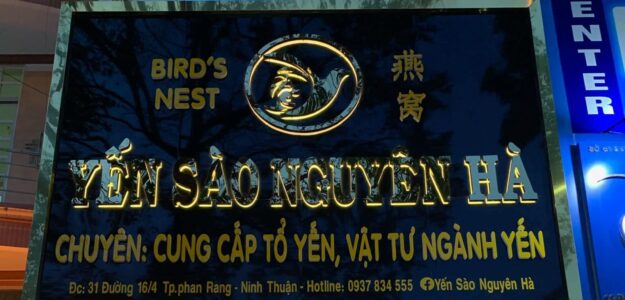 BIRD'S
NEST
燕
窝
YẾN SÀO NGUYÊN HÀ
CHUYÊN: CUNG CẤP TỔ YẾN, VẬT TƯ NGÀNH YẾN
Đc: 31 Đường 16/4 Tp.phan Rang - Ninh Thuận - Hotline: 0937 834 555 Yến Sào Nguyên Hà
ENTER